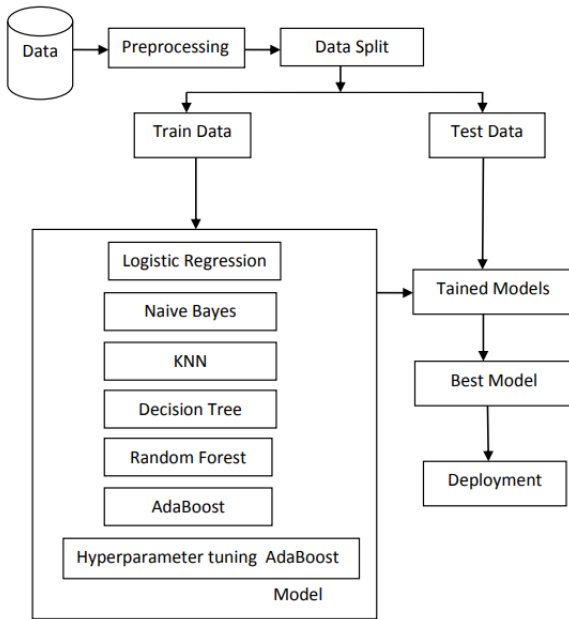 Data
Preprocessing
Data Split
Train Data
Test Data
Logistic Regression
Naive Bayes
KNN
Decision Tree
Random Forest
AdaBoost
Hyperparameter tuning AdaBoost
Model
Tained Models
Best Model
Deployment